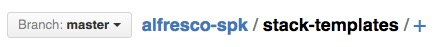 Branch: master alfresco-spk / stack-templates / +